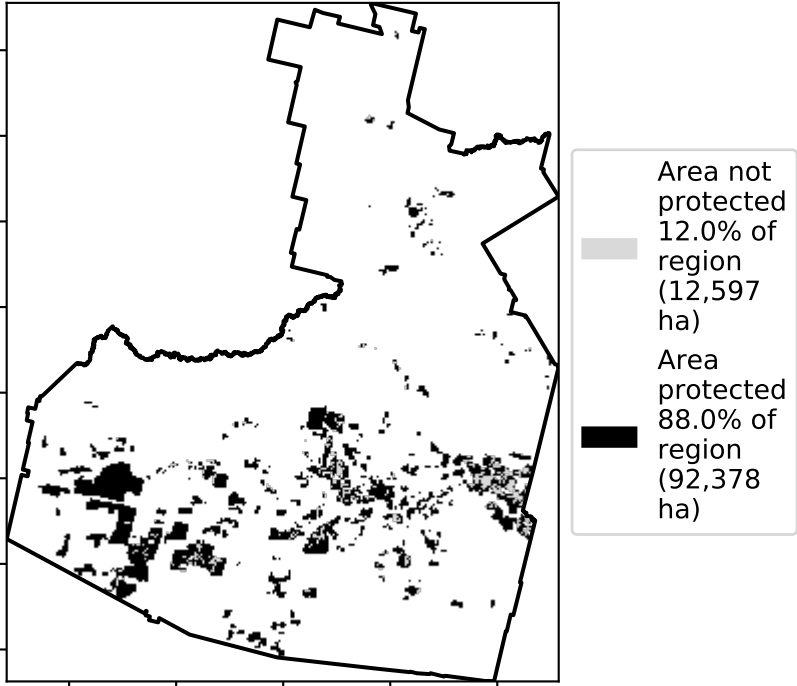 Area not
protected
12.0% of
region
(12,597
ha)
Area
protected
88.0% of
region
(92,378
ha)